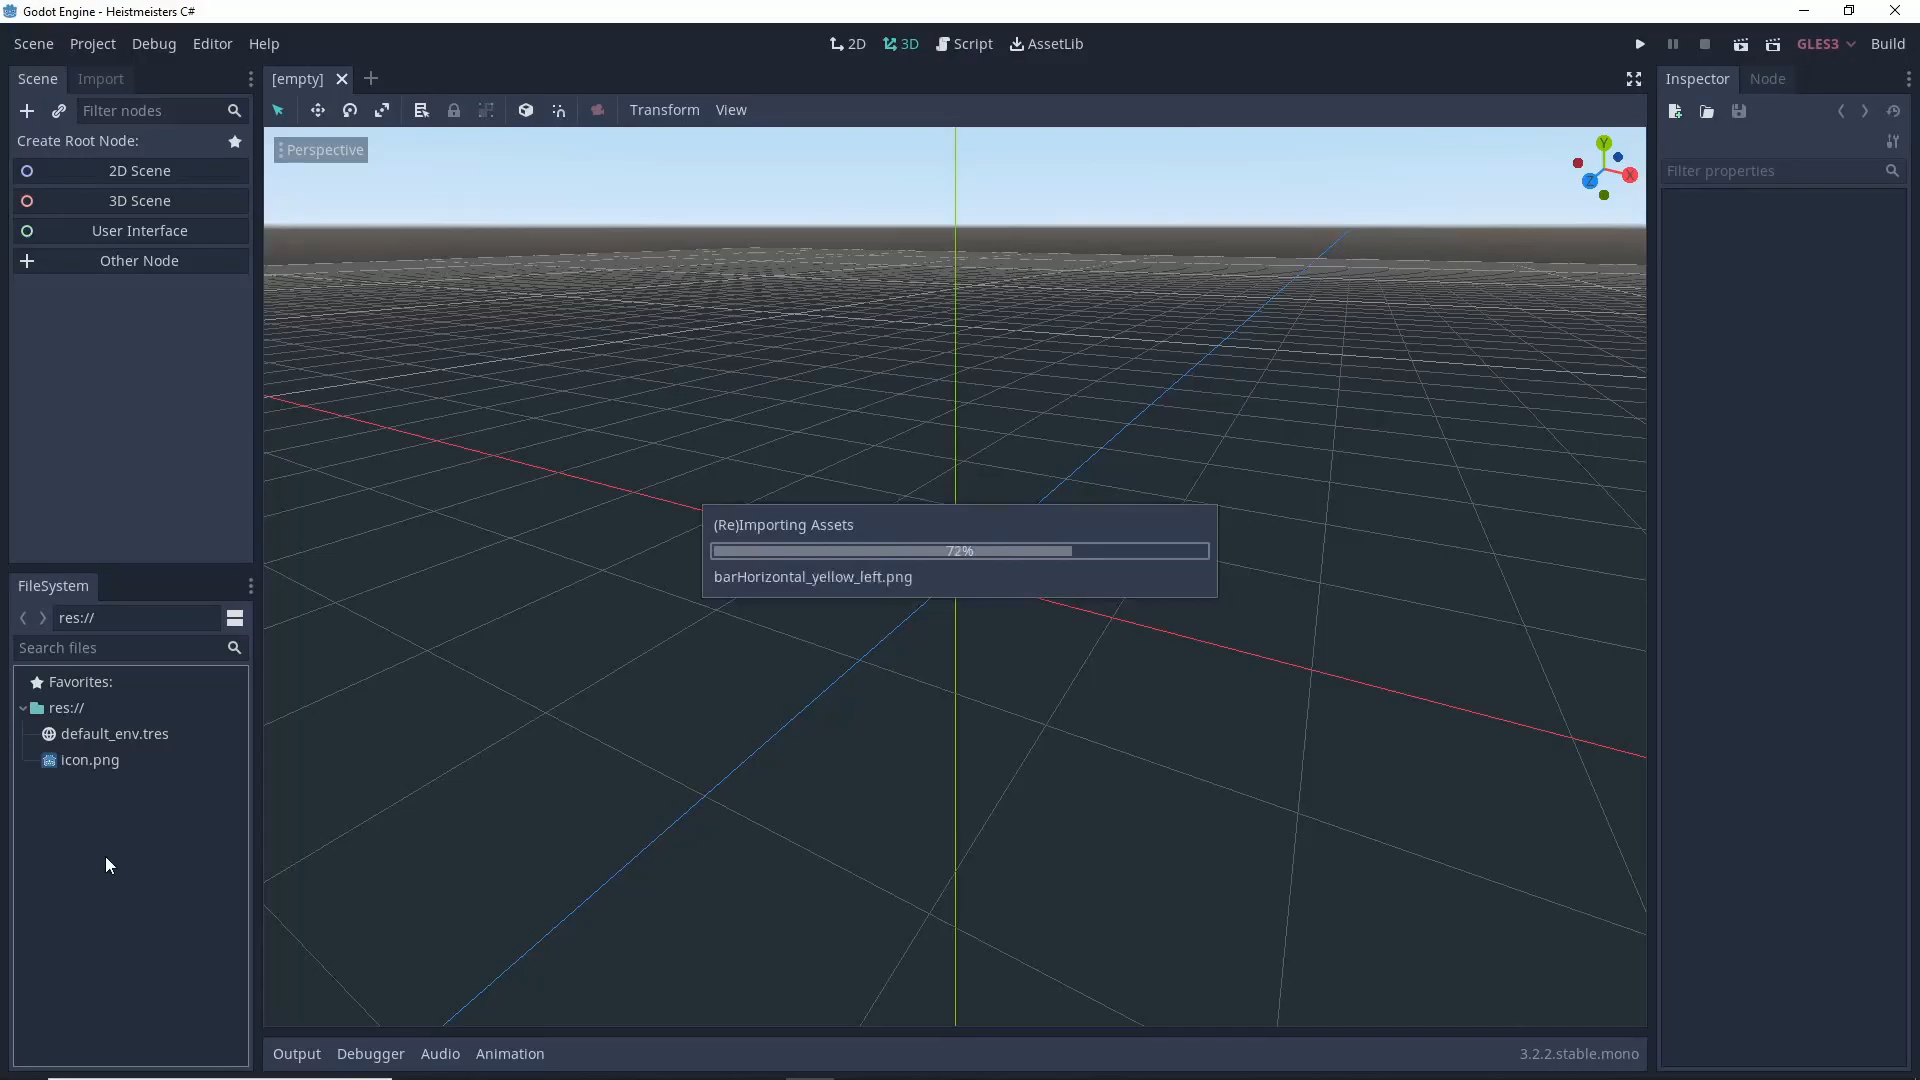 Godot Engine - Heistmeisters C#
Scene Project Debug Editor Help
2D 3D Script AssetLib
GLES3 Build
Scene Import
[empty]
Inspector Node
Filter nodes
Transform View
Create Root Node:
Perspective
Y
X
Z
2D Scene
3D Scene
User Interface
Other Node
Filter properties
(Re)Importing Assets
72%
barHorizontal_yellow_left.png
FileSystem
res://
Search files
Favorites:
res://
default_env.tres
icon.png
Output Debugger Audio Animation
3.2.2.stable.mono